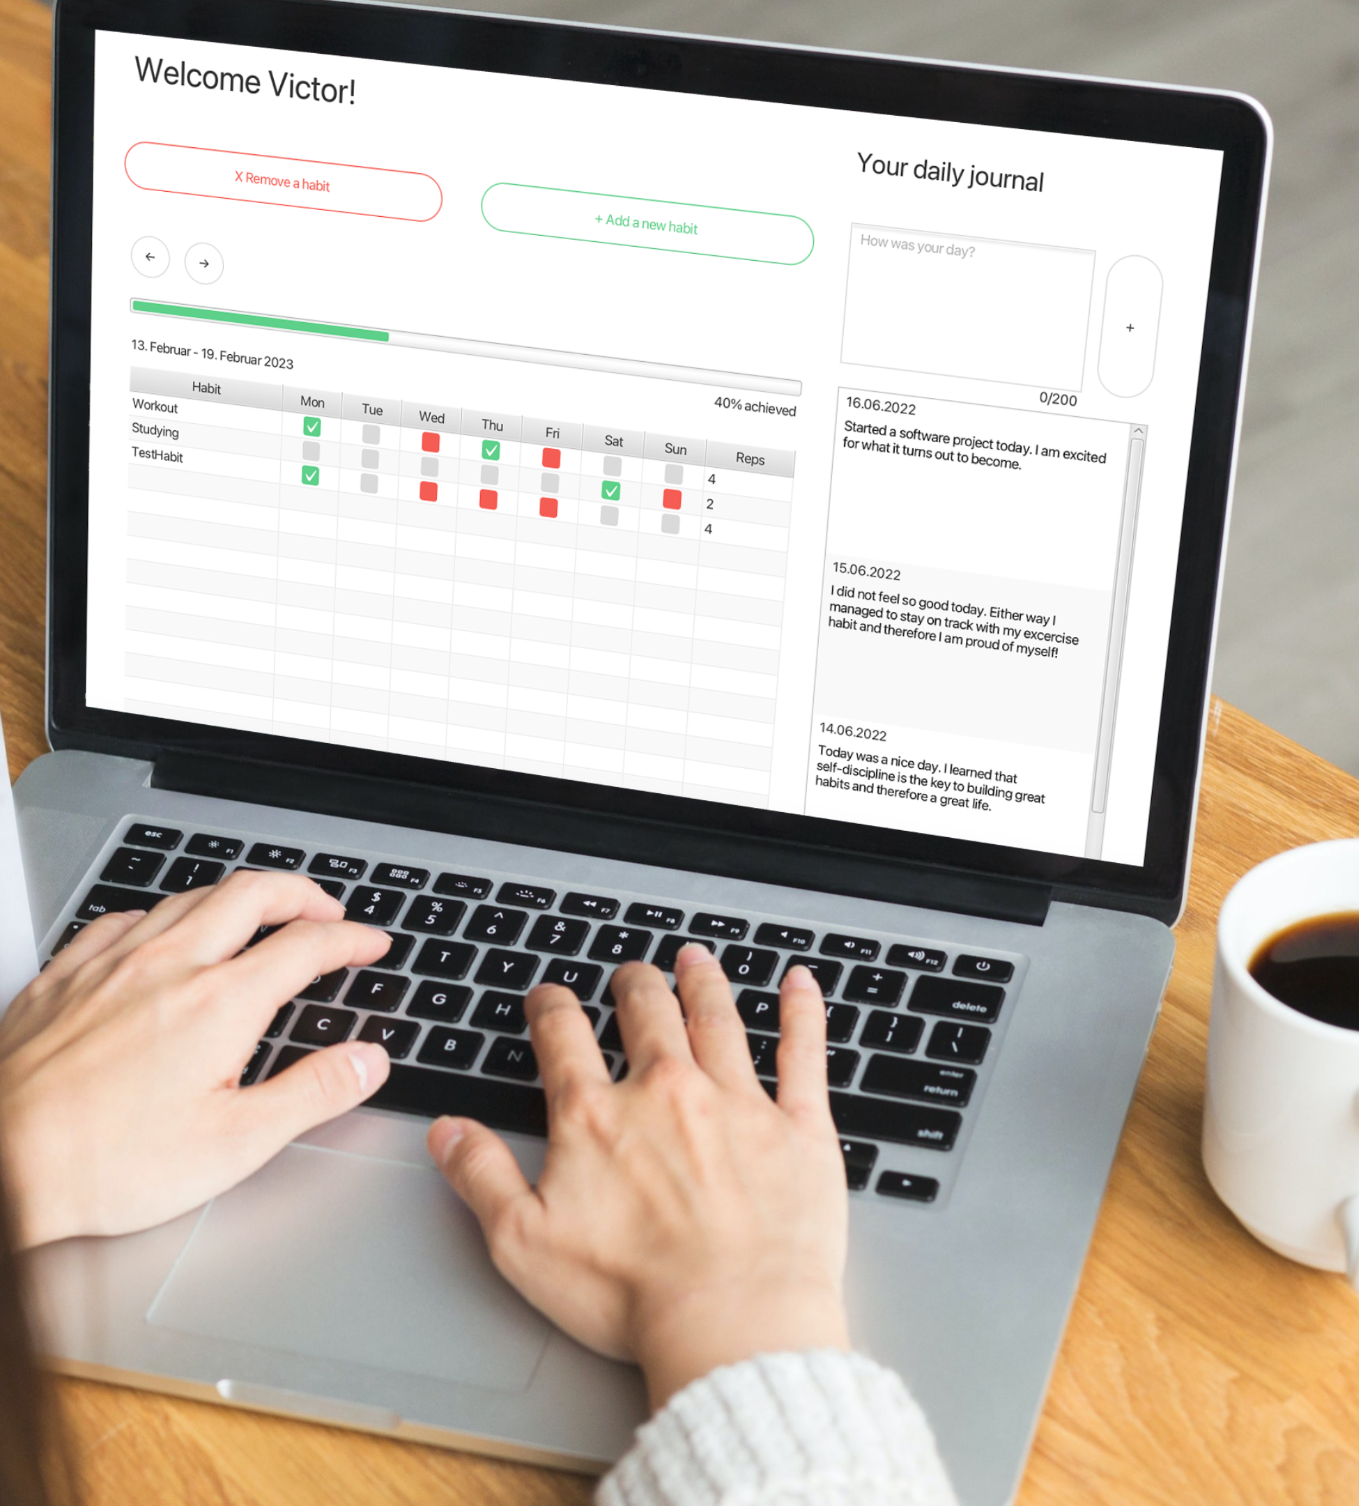 Welcome Victor!
X Remove a habit
+ Add a new habit
←
→
40% achieved
13. Februar - 19. Februar 2023
Habit Mon Tue Wed Thu Fri Sat Sun Reps
Workout 4
Studying 2
TestHabit 4
Your daily journal
How was your day?
+
0/200
16.06.2022
Started a software project today. I am excited
for what it turns out to become.
15.06.2022
I did not feel so good today. Either way I
managed to stay on track with my excercise
habit and therefore I am proud of myself!
14.06.2022
Today was a nice day. I learned that
self-discipline is the key to building great
habits and therefore a great life.
esc F1 F2 F3 F4 F5 F6 F7 F8 F9 F10 F11 F12
~ ! 1 $ 4 % 5 ^ 6 & 7 * 8 ) 0 + = delete
tab T Y U P { } ] | \
F G H : ; " enter return
C V B N shift